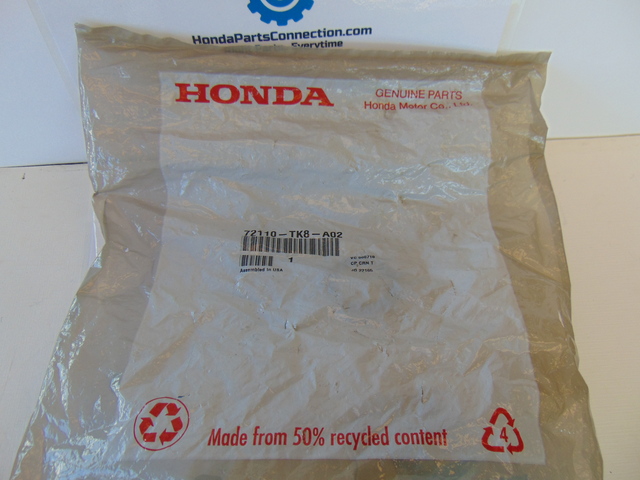 HondaPartsConnection.com
Everytime
HONDA
GENUINE PARTS
Honda Motor Co., Ltd.
72110-TK8-A02
1
Assembled in USA
Made from 50% recycled content
4